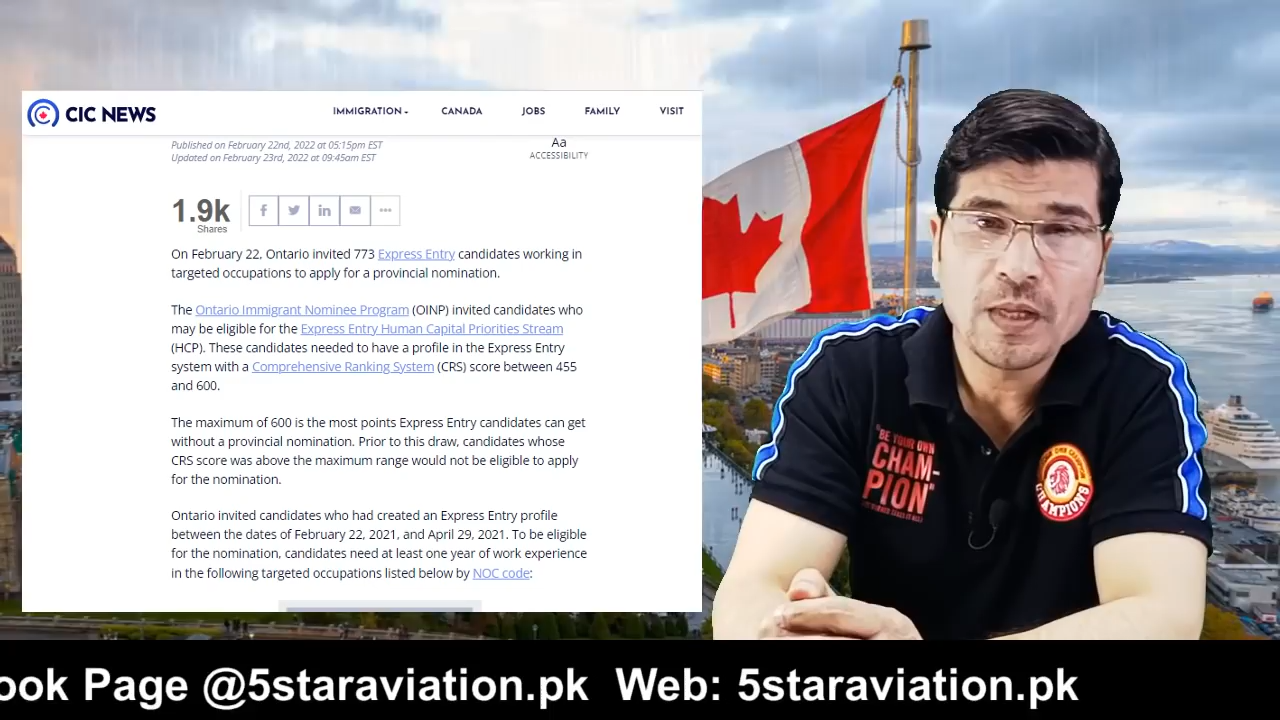 CIC NEWS
IMMIGRATION CANADA JOBS FAMILY VISIT
Published on February 22nd, 2022 at 05:15pm EST
Updated on February 23rd, 2022 at 09:45am EST
Aa
ACCESSIBILITY
1.9k
Shares
On February 22, Ontario invited 773 Express Entry candidates working in
targeted occupations to apply for a provincial nomination.
The Ontario Immigrant Nominee Program (OINP) invited candidates who
may be eligible for the Express Entry Human Capital Priorities Stream
(HCP). These candidates needed to have a profile in the Express Entry
system with a Comprehensive Ranking System (CRS) score between 455
and 600.
The maximum of 600 is the most points Express Entry candidates can get
without a provincial nomination. Prior to this draw, candidates whose
CRS score was above the maximum range would not be eligible to apply
for the nomination.
Ontario invited candidates who had created an Express Entry profile
between the dates of February 22, 2021, and April 29, 2021. To be eligible
for the nomination, candidates need at least one year of work experience
in the following targeted occupations listed below by NOC code:
"BE YOUR OWN
CHAM-
PION"
CHAMPIONS
ook Page @5staraviation.pk Web: 5staraviation.pk